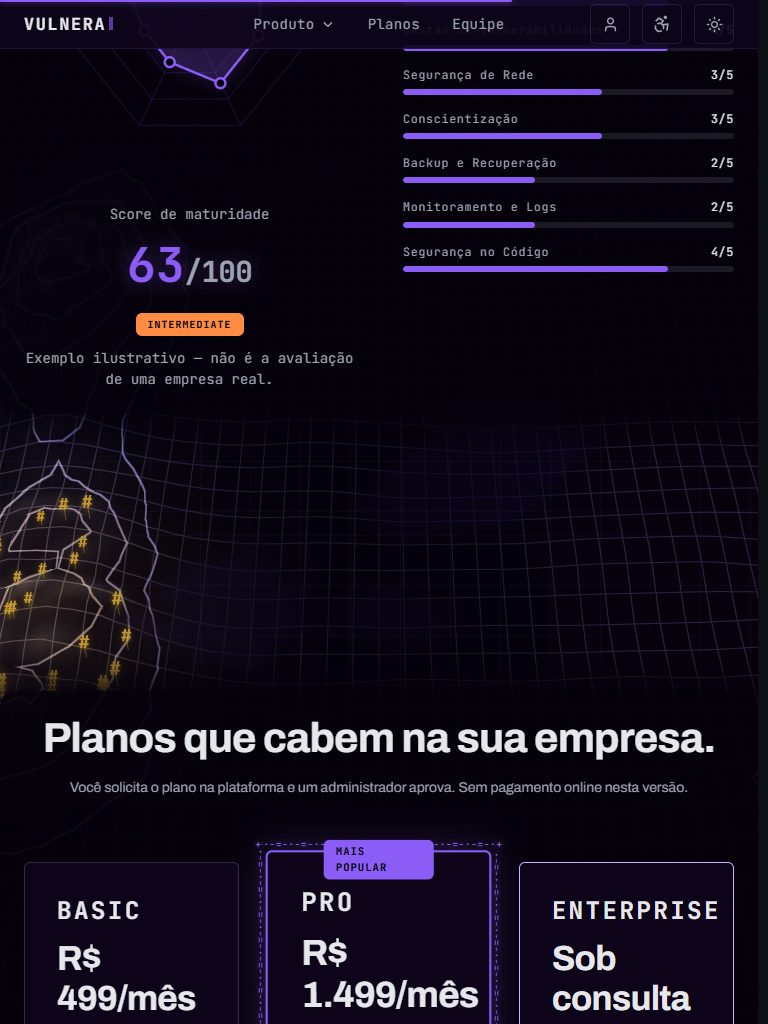 VULNERA
Produto
Planos
Equipe
Segurança de Rede 3/5
Conscientização 3/5
Backup e Recuperação 2/5
Monitoramento e Logs 2/5
Segurança no Código 4/5
Score de maturidade
63/100
INTERMEDIATE
Exemplo ilustrativo — não é a avaliação
de uma empresa real.
Planos que cabem na sua empresa.
Você solicita o plano na plataforma e um administrador aprova. Sem pagamento online nesta versão.
MAIS
POPULAR
BASIC
R$
499/mês
PRO
R$
1.499/mês
ENTERPRISE
Sob
consulta